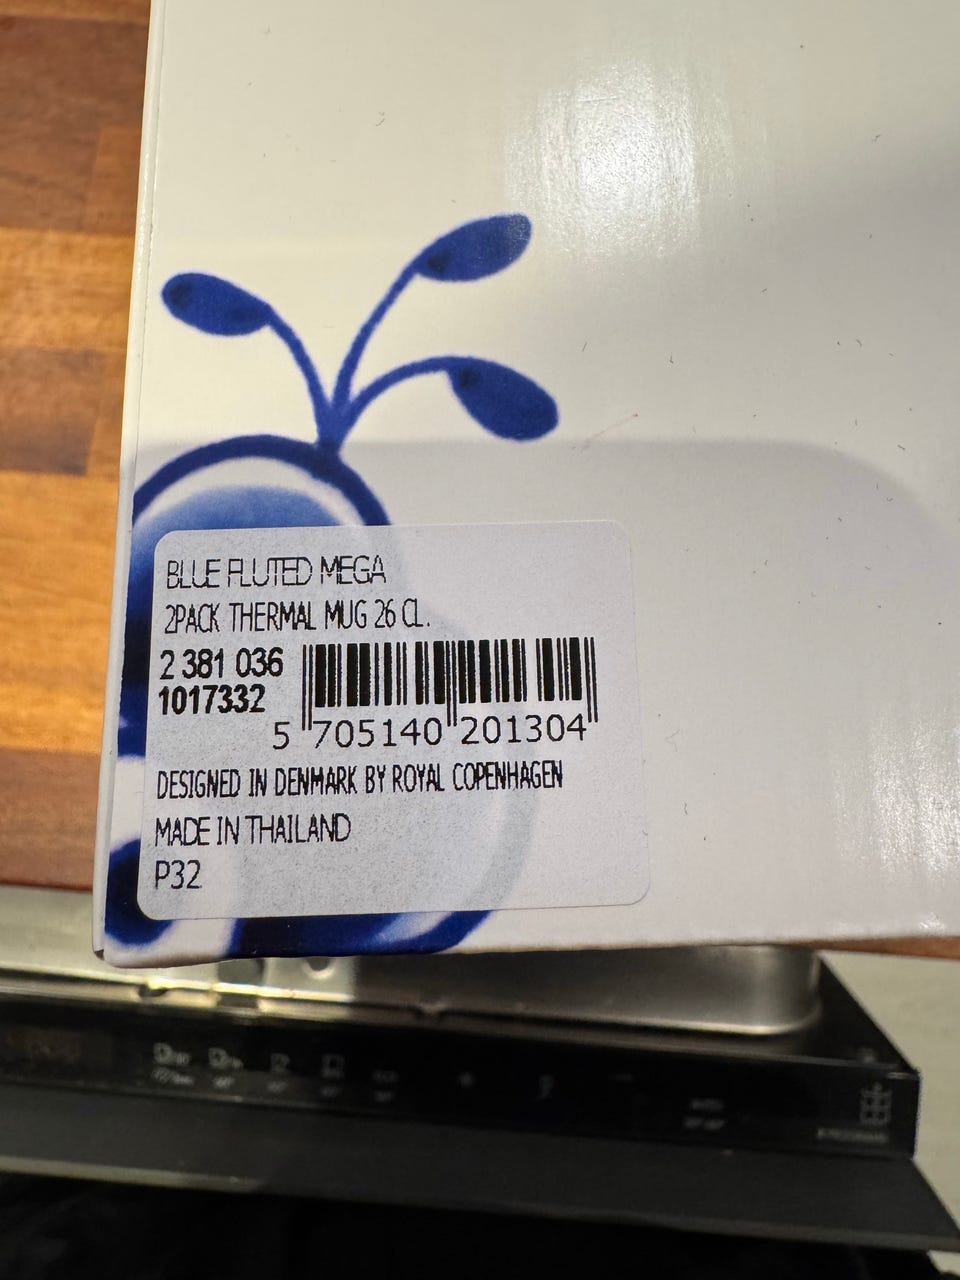 BLUE FLUTED MEGA
2PACK THERMAL MUG 26 CL.
2 381 036
1017332
5 705140 201304
DESIGNED IN DENMARK BY ROYAL COPENHAGEN
MADE IN THAILAND
P32